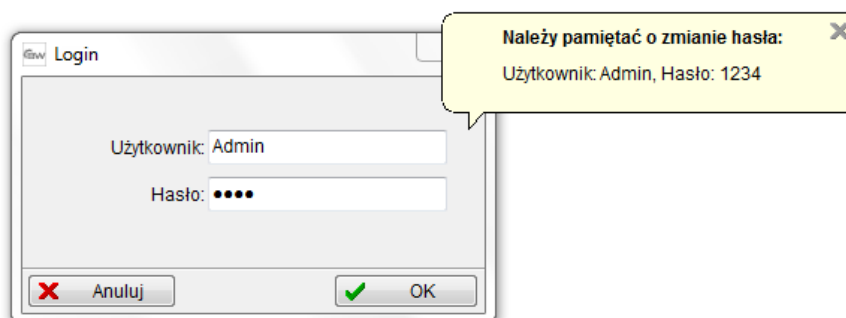 Należy pamiętać o zmianie hasła:
Użytkownik: Admin, Hasło: 1234
Login
Użytkownik: Admin
Hasło: ••••
Anuluj
OK